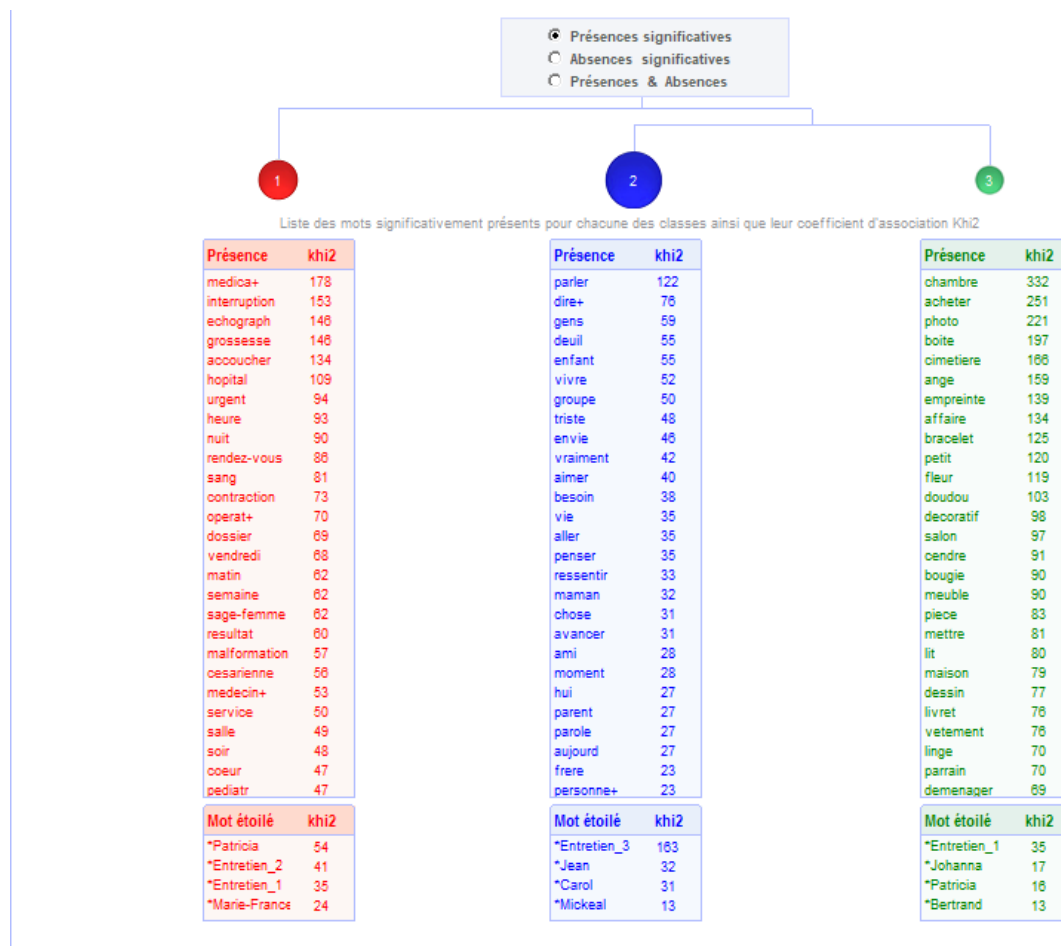 Présences significatives
Absences significatives
Présences & Absences
1
2
3
Liste des mots significativement présents pour chacune des classes ainsi que leur coefficient d'association Khi2
Présence khi2
medica+ 178
interruption 153
echograph 146
grossesse 146
accoucher 134
hopital 109
urgent 94
heure 93
nuit 90
rendez-vous 86
sang 81
contraction 73
operat+ 70
dossier 69
vendredi 68
matin 62
semaine 62
sage-femme 62
resultat 60
malformation 57
cesarienne 56
medecin+ 53
service 50
salle 49
soir 48
coeur 47
pediatr 47
Mot étoilé khi2
*Patricia 54
*Entretien_2 41
*Entretien_1 35
*Marie-France 24
Présence khi2
parler 122
dire+ 76
gens 59
deuil 55
enfant 55
vivre 52
groupe 50
triste 48
envie 46
vraiment 42
aimer 40
besoin 38
vie 35
aller 35
penser 35
ressentir 33
maman 32
chose 31
avancer 31
ami 28
moment 28
hui 27
parent 27
parole 27
aujourd 27
frere 23
personne+ 23
Mot étoilé khi2
*Entretien_3 163
*Jean 32
*Carol 31
*Mickeal 13
Présence khi2
chambre 332
acheter 251
photo 221
boite 197
cimetiere 166
ange 159
empreinte 139
affaire 134
bracelet 125
petit 120
fleur 119
doudou 103
decoratif 98
salon 97
cendre 91
bougie 90
meuble 90
piece 83
mettre 81
lit 80
maison 79
dessin 77
livret 76
vetement 76
linge 70
parrain 70
demenager 69
Mot étoilé khi2
*Entretien_1 35
*Johanna 17
*Patricia 16
*Bertrand 13